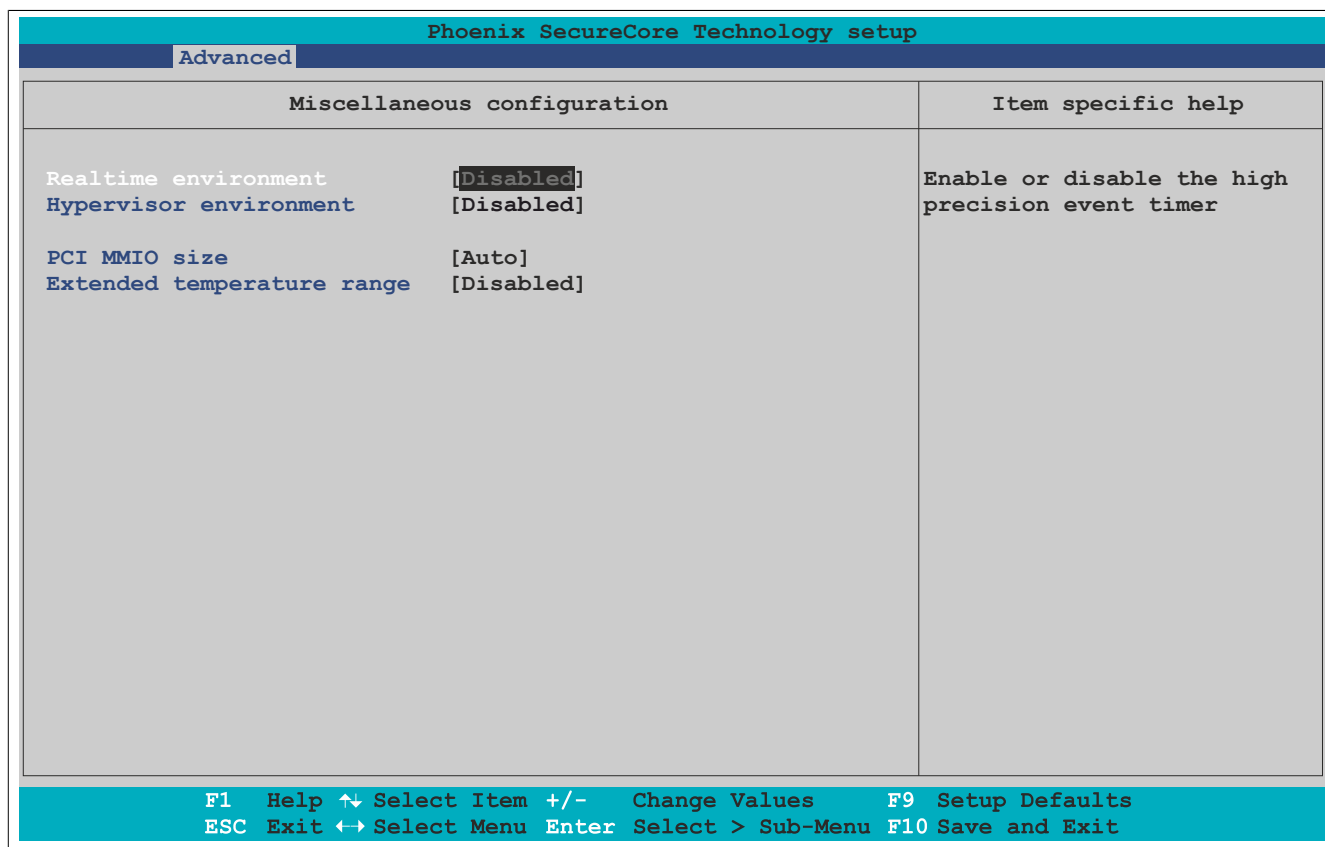 Phoenix SecureCore Technology setup
Advanced
Miscellaneous configuration
Item specific help
Realtime environment [Disabled]
Hypervisor environment [Disabled]
PCI MMIO size [Auto]
Extended temperature range [Disabled]
Enable or disable the high
precision event timer
F1 Help ↑↓ Select Item +/- Change Values F9 Setup Defaults
ESC Exit ←→ Select Menu Enter Select > Sub-Menu F10 Save and Exit